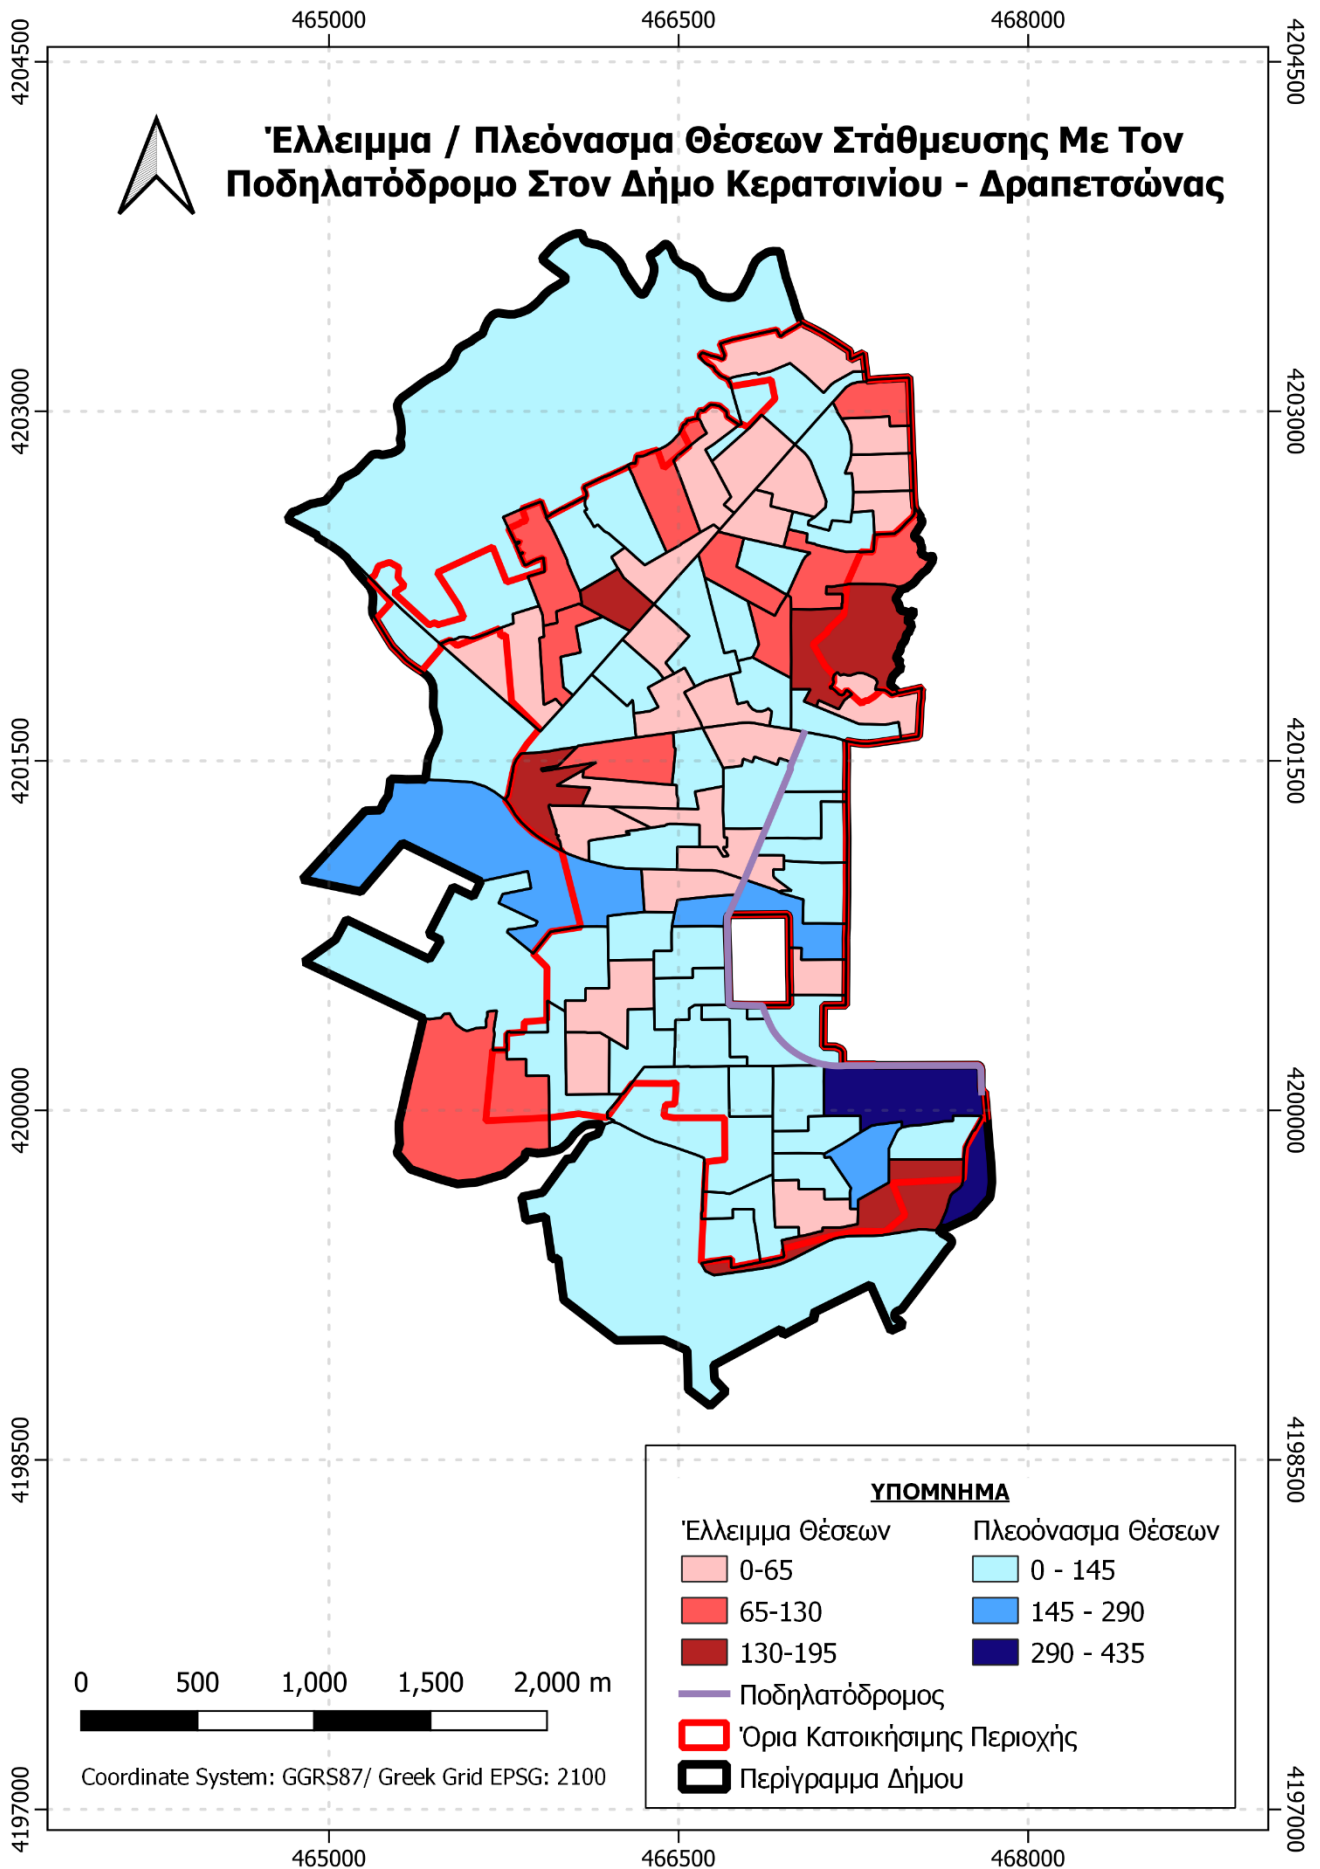 465000 466500 468000
4204500 4204500
Έλλειμμα / Πλεόνασμα Θέσεων Στάθμευσης Με Τον
Ποδηλατόδρομο Στον Δήμο Κερατσινίου - Δραπετσώνας
4203000 4203000
4201500 4201500
4200000 4200000
4198500 4198500
ΥΠΟΜΝΗΜΑ
Έλλειμμα Θέσεων Πλεοόνασμα Θέσεων
0-65 0 - 145
65-130 145 - 290
130-195 290 - 435
Ποδηλατόδρομος
Όρια Κατοικήσιμης Περιοχής
Περίγραμμα Δήμου
0 500 1,000 1,500 2,000 m
Coordinate System: GGRS87/ Greek Grid EPSG: 2100
4197000 4197000
465000 466500 468000